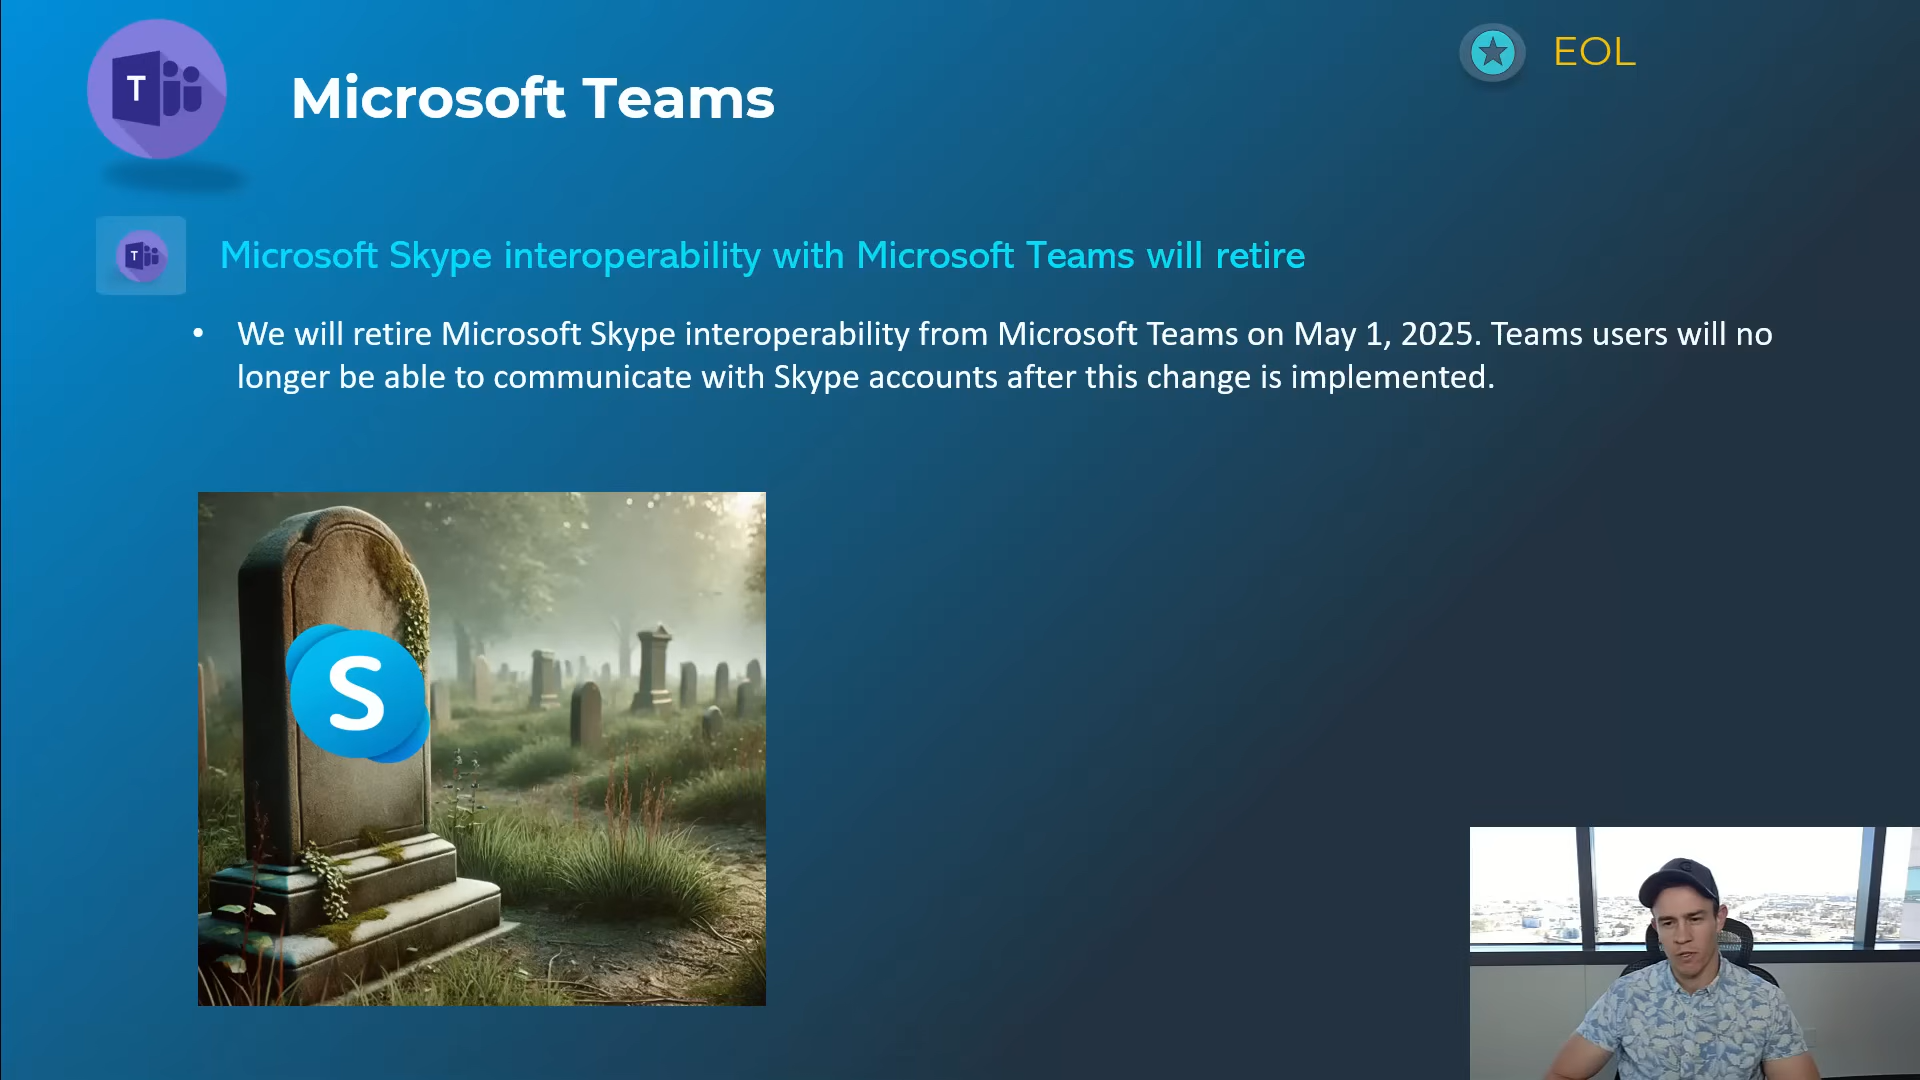 EOL
T
Microsoft Teams
T
Microsoft Skype interoperability with Microsoft Teams will retire
• We will retire Microsoft Skype interoperability from Microsoft Teams on May 1, 2025. Teams users will no
longer be able to communicate with Skype accounts after this change is implemented.
S